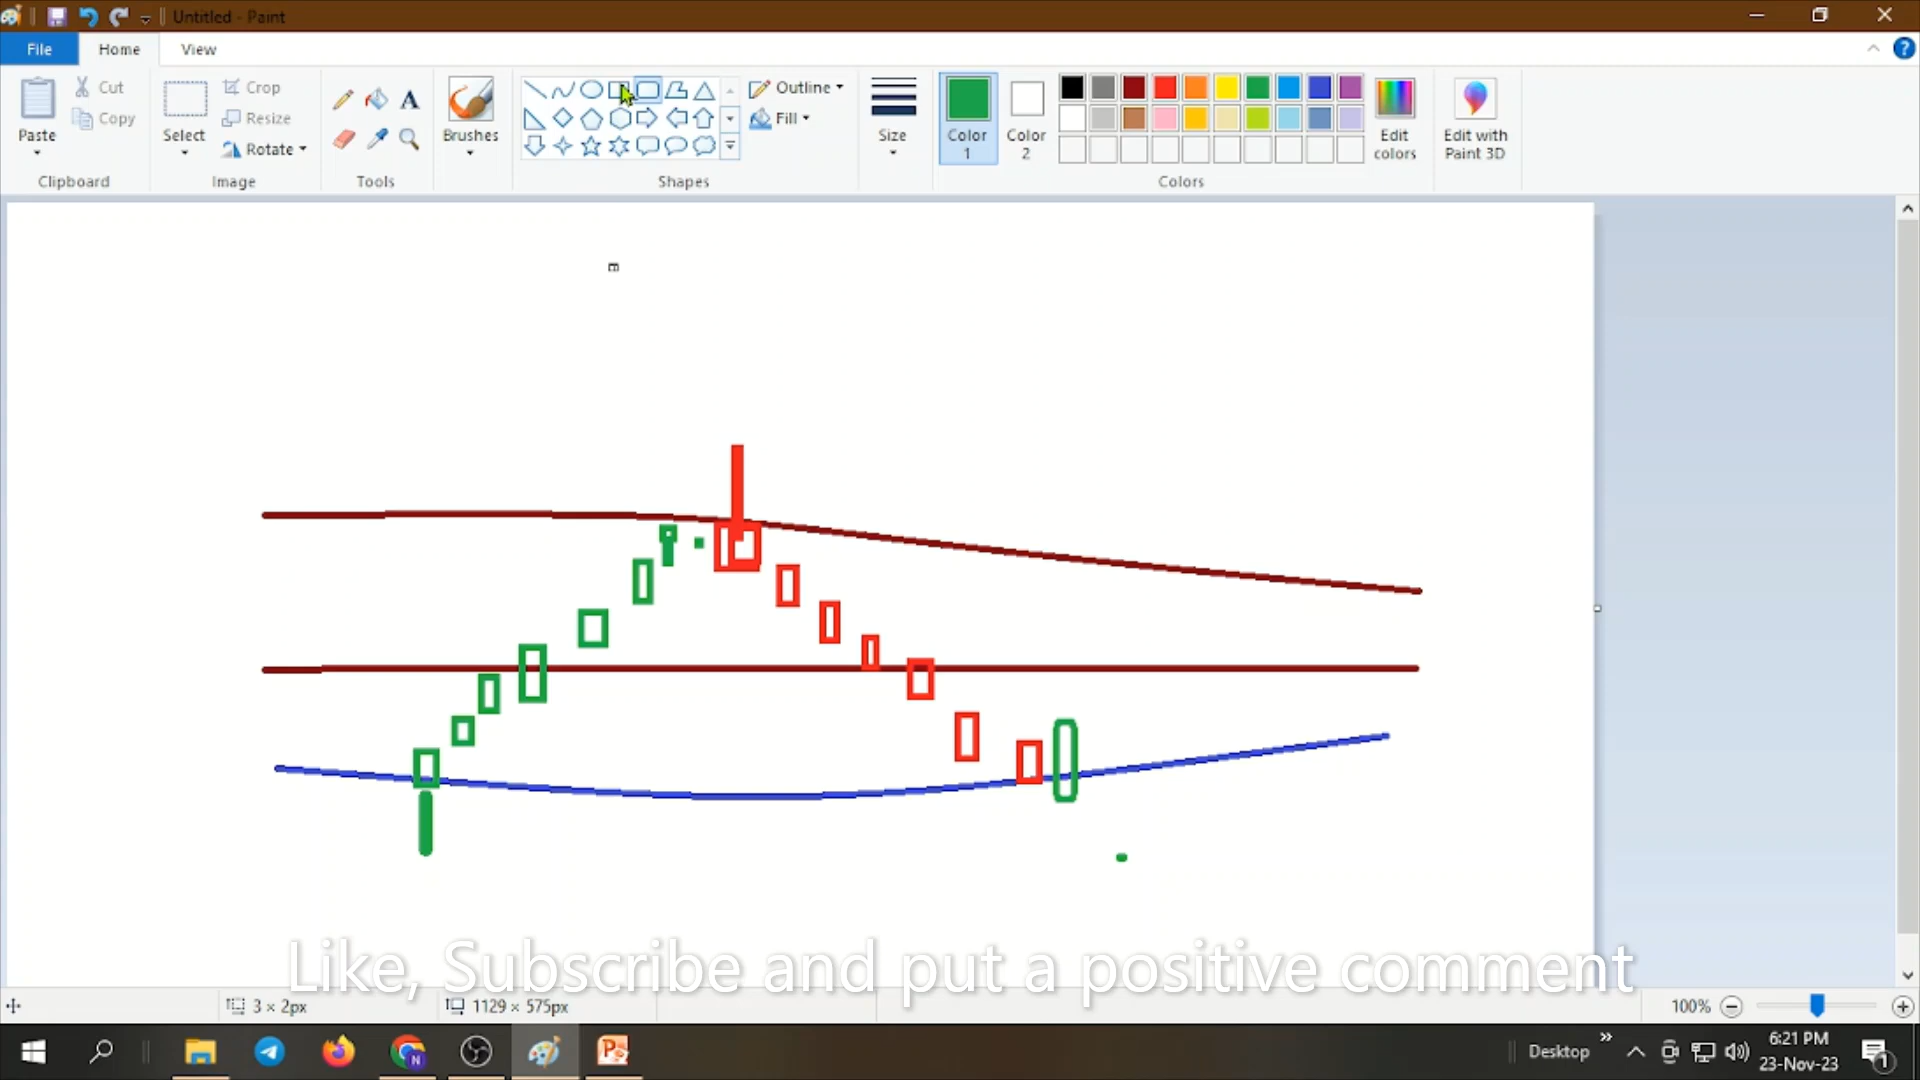 Untitled - Paint
File Home View
Paste
Cut
Copy
Clipboard
Select
Crop
Resize
Rotate
Image
A
Tools
Brushes
Shapes
Outline
Fill
Size
Color 1
Color 2
Edit colors
Edit with Paint 3D
Colors
Like, Subscribe and put a positive comment
3 × 2px 1129 × 575px 100%
N
Desktop
6:21 PM
23-Nov-23
1